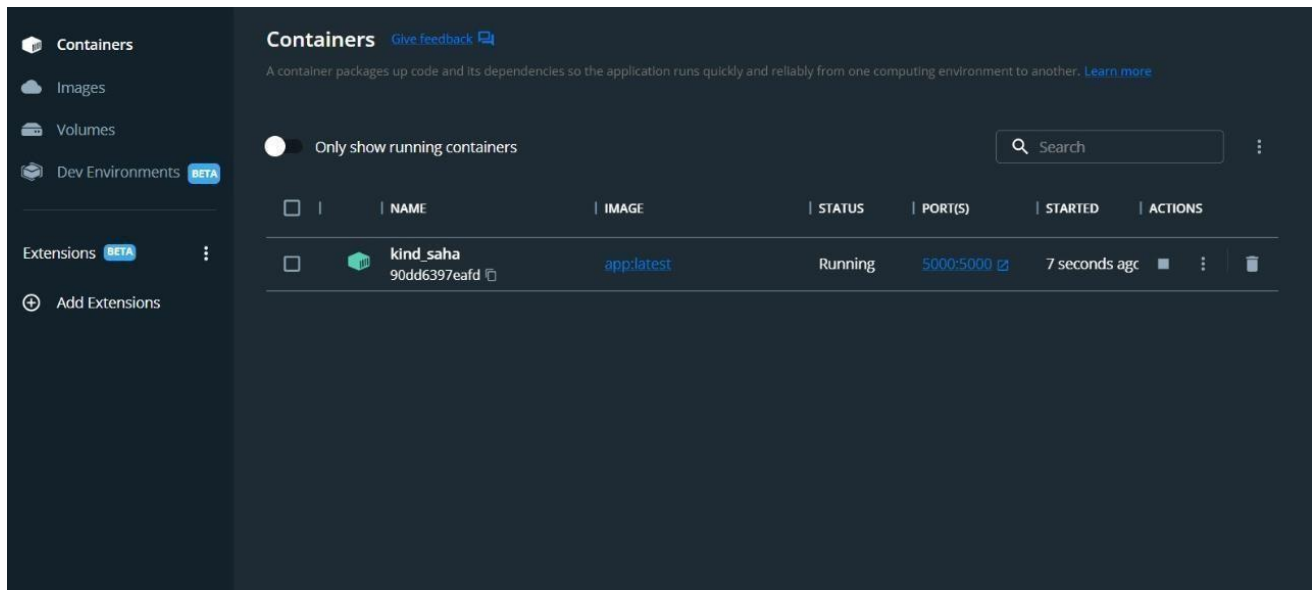 Containers
Images
Volumes
Dev Environments BETA
Extensions BETA
Add Extensions
Containers Give feedback
A container packages up code and its dependencies so the application runs quickly and reliably from one computing environment to another. Learn more
Only show running containers
Search
NAME IMAGE STATUS PORT(S) STARTED ACTIONS
kind_saha app:latest Running 5000:5000 7 seconds agc
90dd6397eafd